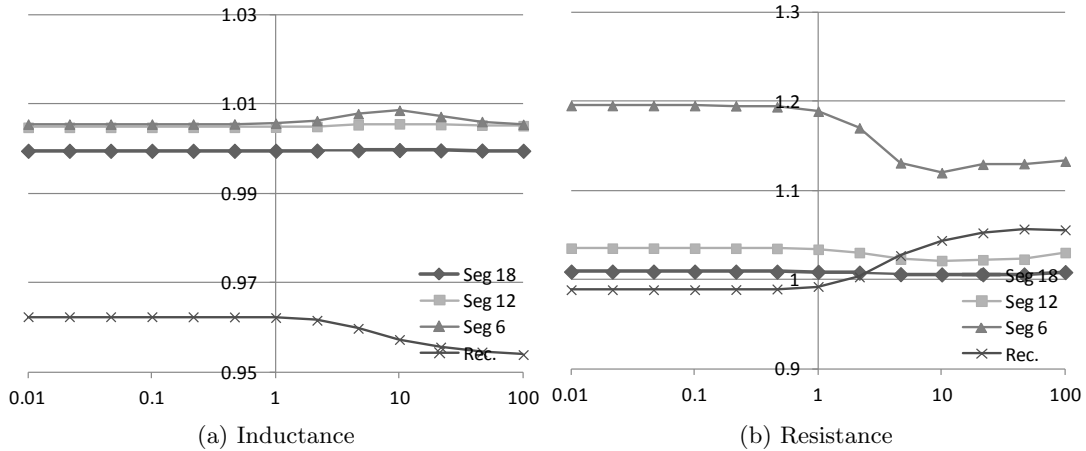 1.03
1.01
0.99
0.97
0.95
Seg 18
Seg 12
Seg 6
Rec.
0.01 0.1 1 10 100
(a) Inductance
1.3
1.2
1.1
1
0.9
Seg 18
Seg 12
Seg 6
Rec.
0.01 0.1 1 10 100
(b) Resistance